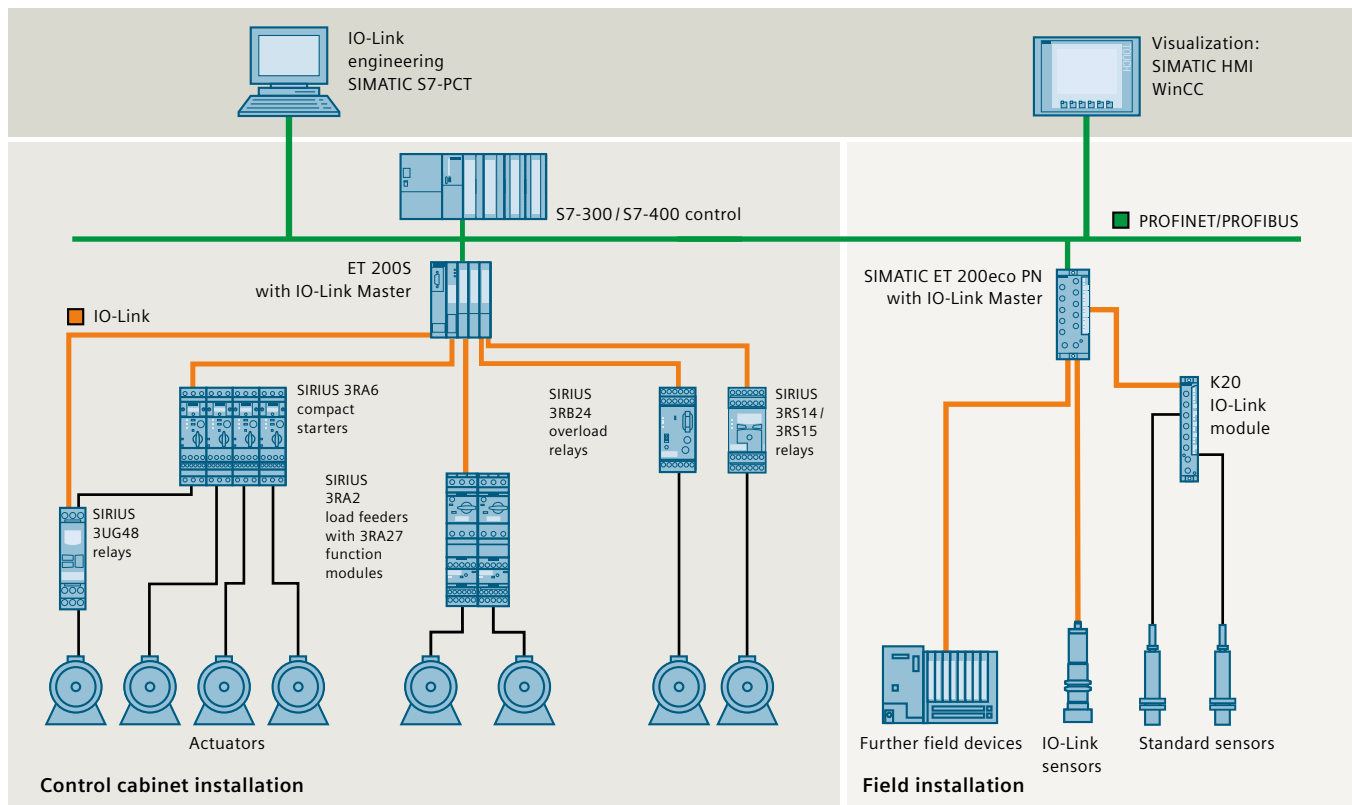 IO-Link
engineering
SIMATIC S7-PCT
Visualization:
SIMATIC HMI
WinCC
S7-300/S7-400 control
PROFINET/PROFIBUS
ET 200S
with IO-Link Master
SIMATIC ET 200eco PN
with IO-Link Master
IO-Link
SIRIUS 3RA6
compact
starters
SIRIUS
3RB24
overload
relays
SIRIUS
3RS14/
3RS15
relays
K20
IO-Link
module
SIRIUS
3UG48
relays
SIRIUS
3RA2
load feeders
with 3RA27
function
modules
Actuators
Further field devices
IO-Link
sensors
Standard sensors
Control cabinet installation
Field installation